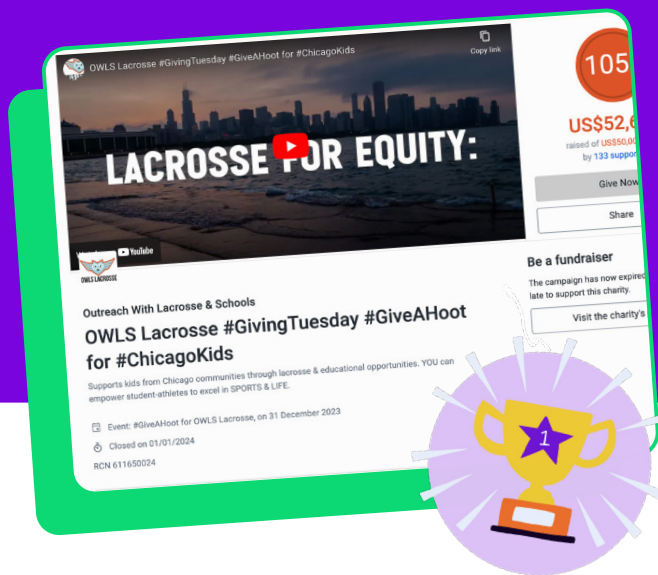 OWLS Lacrosse #GivingTuesday #GiveAHoot for #ChicagoKids
Copy link
LACROSSE FOR EQUITY:
YouTube
OWLS LACROSSE
105
US$52,6
raised of US$50,00
by 133 suppor
Give Now
Share
Be a fundraiser
The campaign has now expired
late to support this charity.
Visit the charity's
Outreach With Lacrosse & Schools
OWLS Lacrosse #GivingTuesday #GiveAHoot
for #ChicagoKids
Supports kids from Chicago communities through lacrosse & educational opportunities. YOU can
empower student-athletes to excel in SPORTS & LIFE.
Event: #GiveAHoot for OWLS Lacrosse, on 31 December 2023
Closed on 01/01/2024
RCN 611650024
1